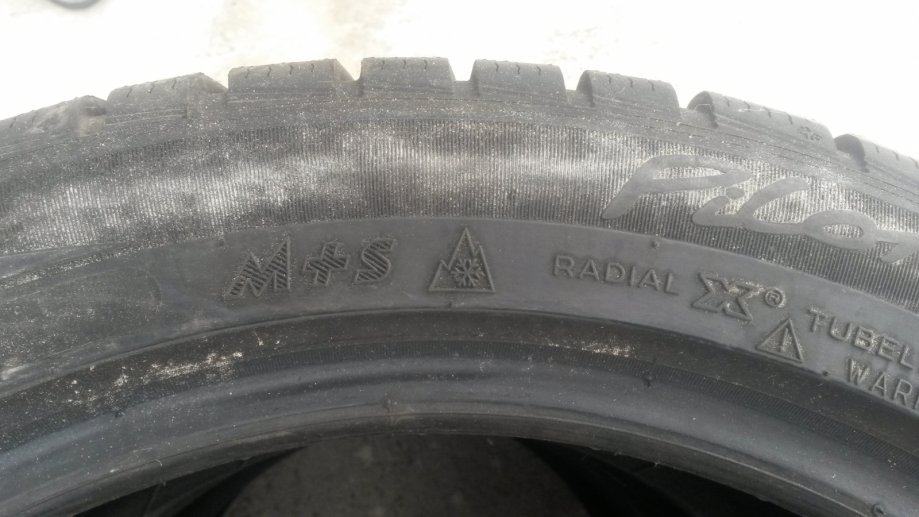 Pilo
M+S
RADIAL X®
TUBEL
WAR